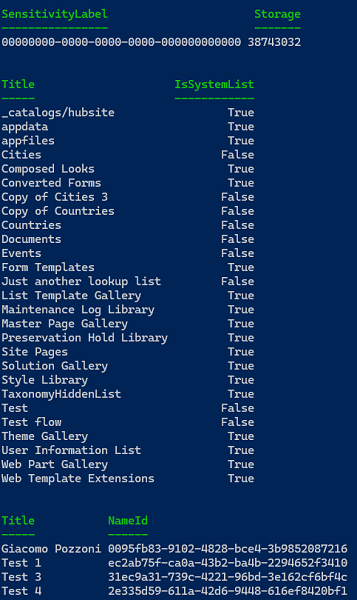 SensitivityLabel Storage
---------------- -------
00000000-0000-0000-0000-000000000000 38743032
Title IsSystemList
----- ------------
_catalogs/hubsite True
appdata True
appfiles True
Cities False
Composed Looks True
Converted Forms True
Copy of Cities 3 False
Copy of Countries False
Countries False
Documents False
Events False
Form Templates True
Just another lookup list False
List Template Gallery True
Maintenance Log Library True
Master Page Gallery True
Preservation Hold Library True
Site Pages True
Solution Gallery True
Style Library True
TaxonomyHiddenList True
Test False
Test flow False
Theme Gallery True
User Information List True
Web Part Gallery True
Web Template Extensions True
Title NameId
----- ------
Giacomo Pozzoni 0095fb83-9102-4828-bce4-3b9852087216
Test 1 ec2ab75f-ca0a-43b2-ba4b-2294652f3410
Test 3 31ec9a31-739c-4221-96bd-3e162cf6bf4c
Test 4 2e335d59-611a-42d6-9448-616ef8420bf1